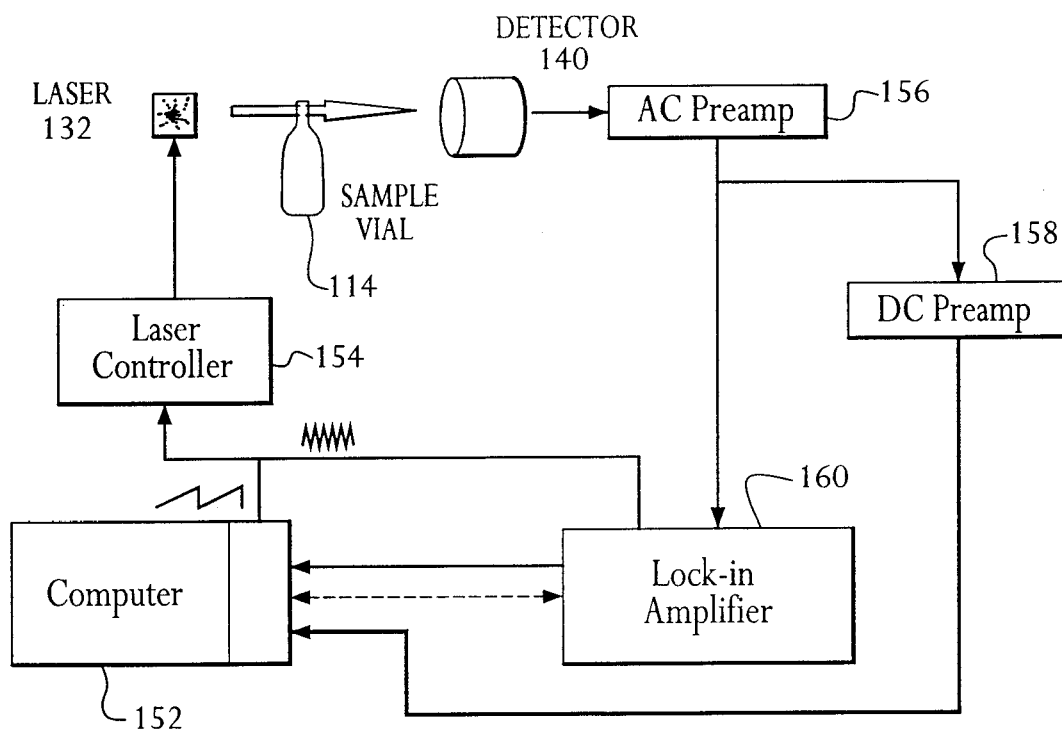 DETECTOR
140
LASER
132
AC Preamp
156
SAMPLE
VIAL
114
158
DC Preamp
Laser
Controller
154
160
Computer
Lock-in
Amplifier
152